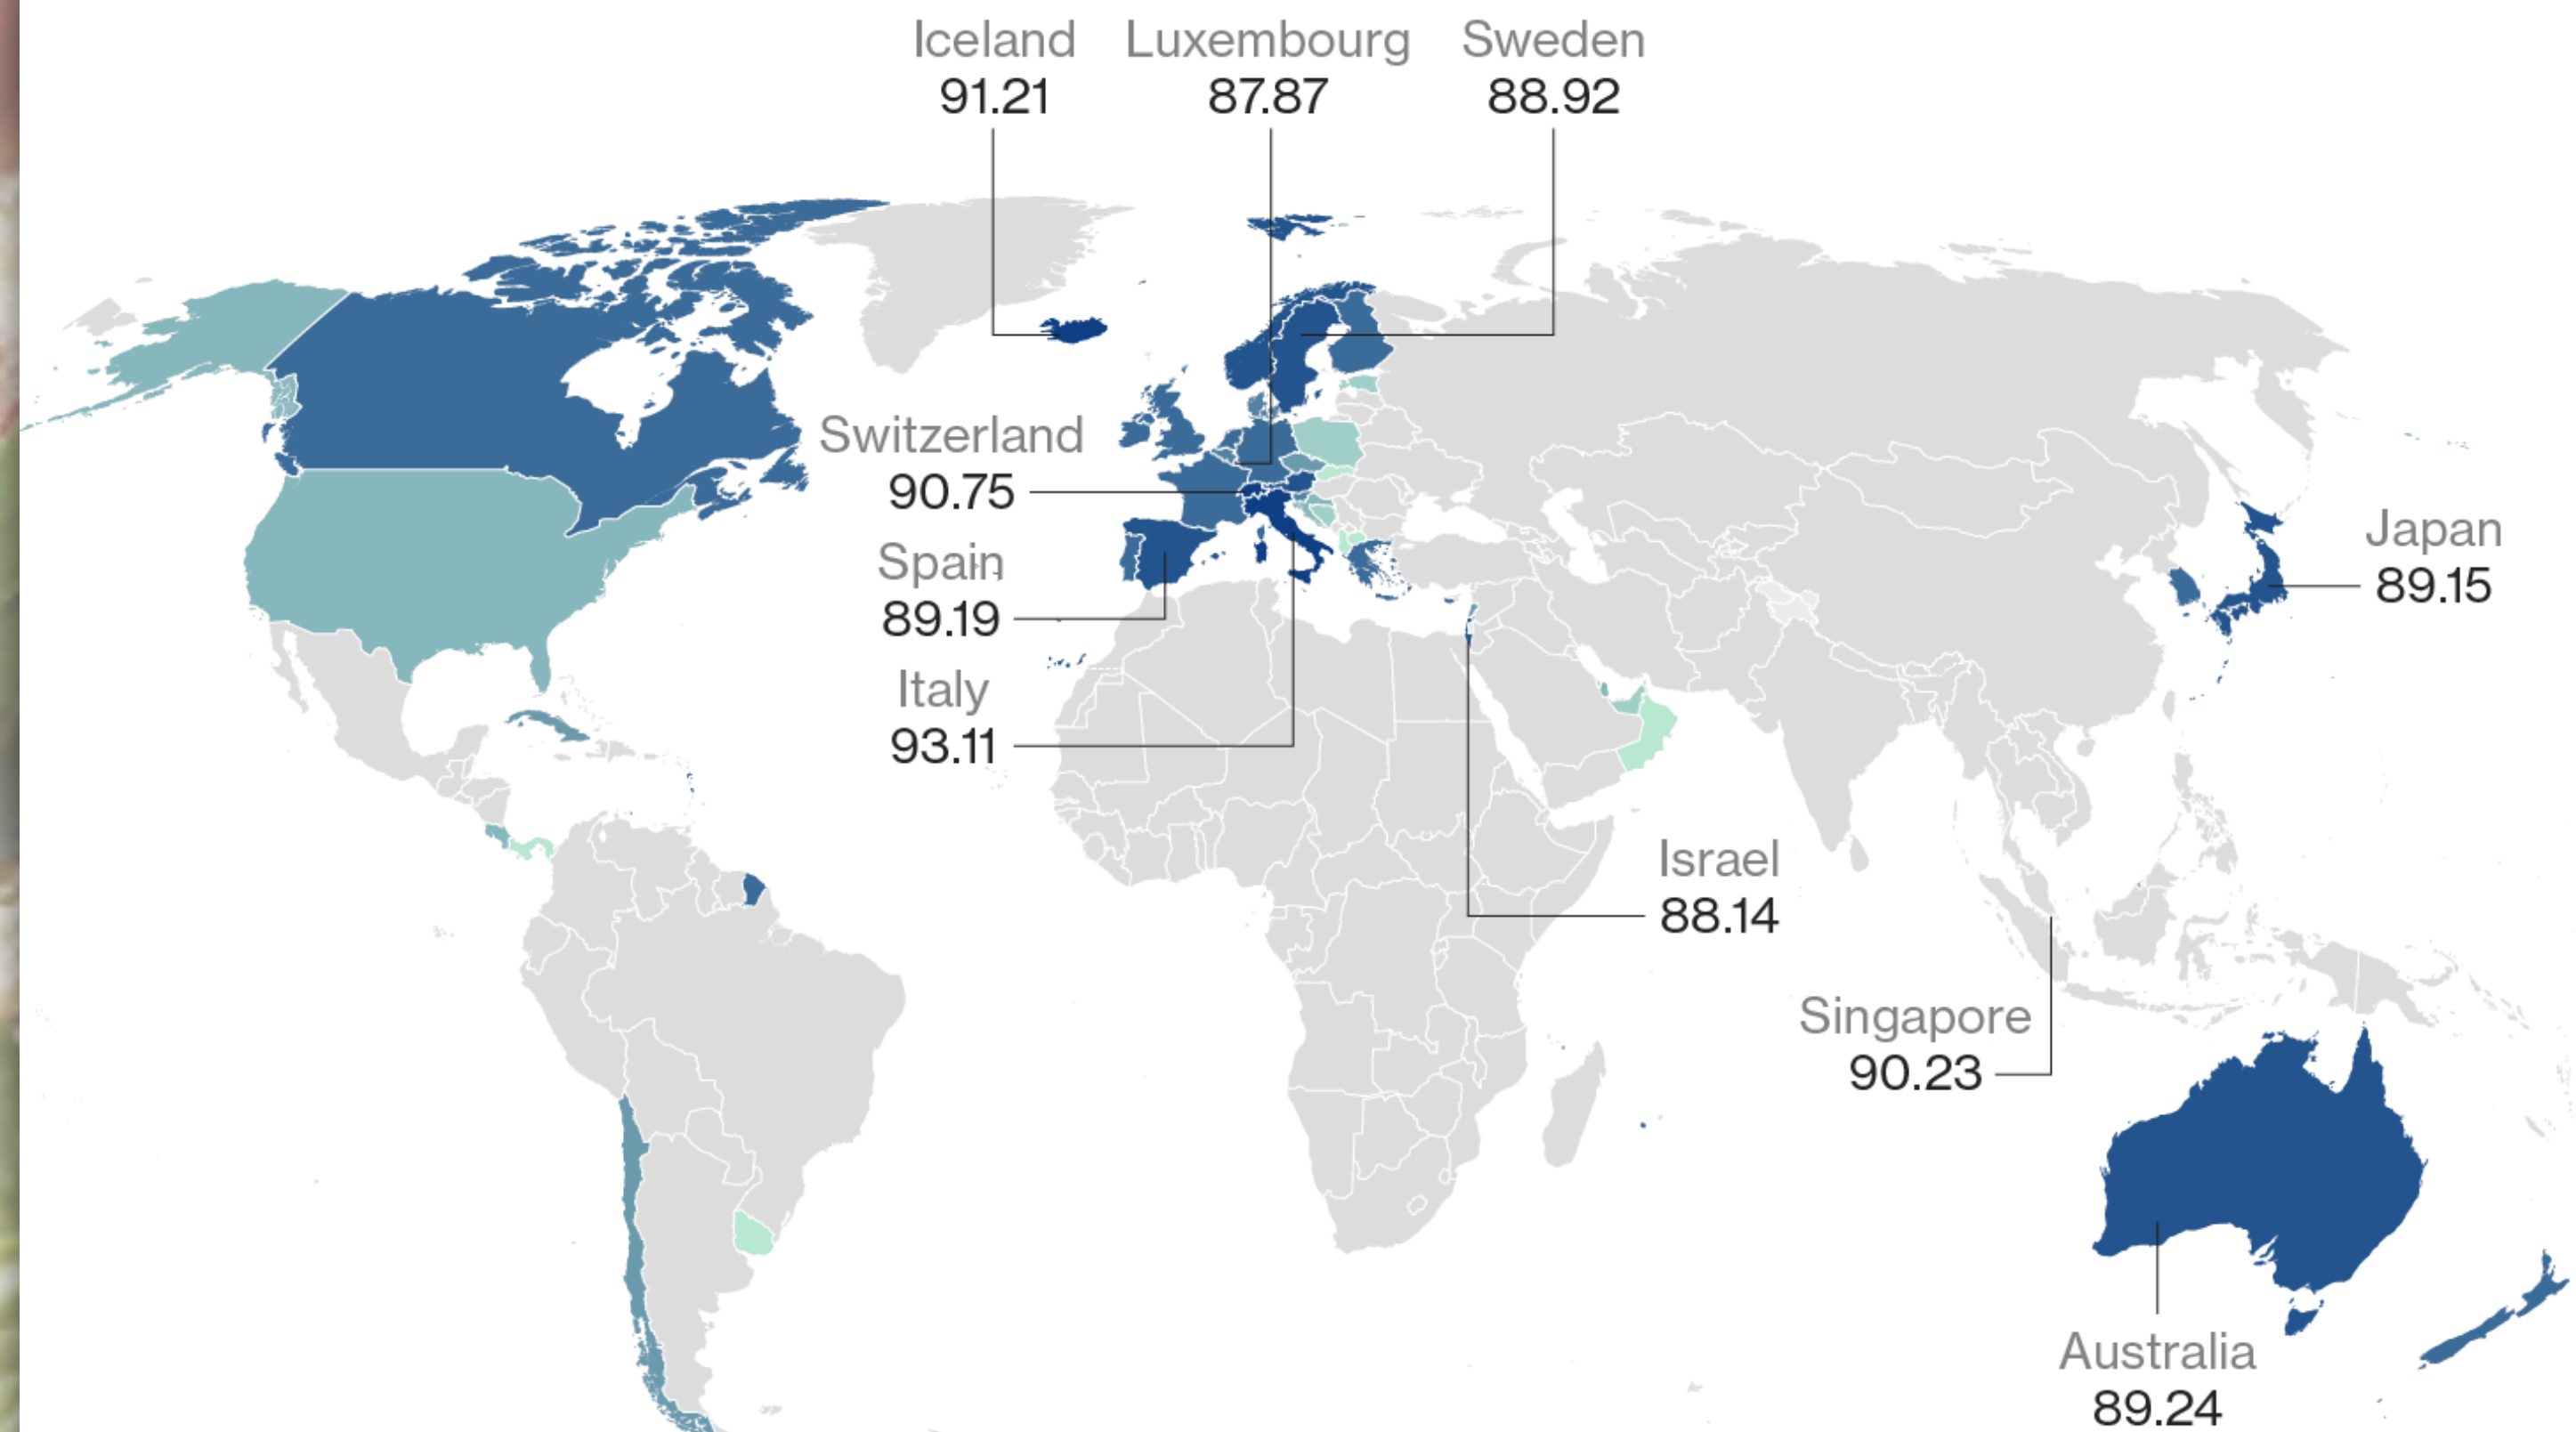 Iceland
91.21
Luxembourg
87.87
Sweden
88.92
Switzerland
90.75
Spain
89.19
Italy
93.11
Japan
89.15
Israel
88.14
Singapore
90.23
Australia
89.24